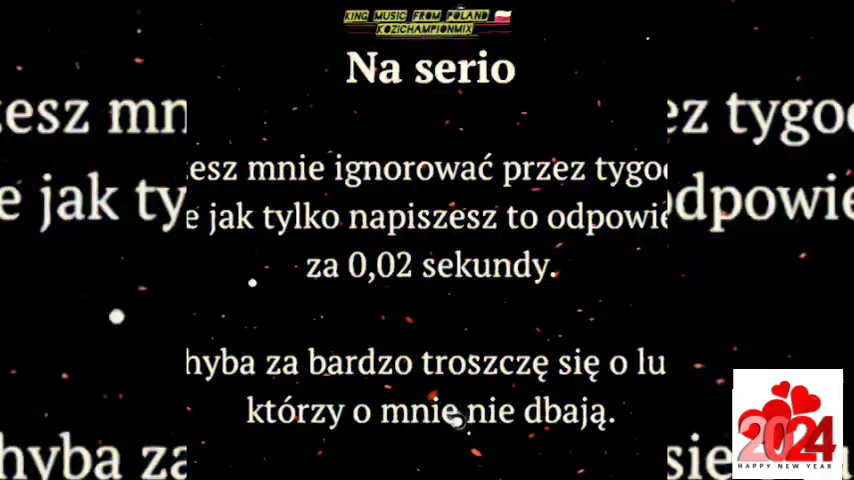 KING MUSIC FROM POLAND
KOZICHAMPIONMIX
Na serio
esz mnie ignorować przez tygo
jak tylko napiszesz to odpowie
za 0,02 sekundy.
hyba za bardzo troszczę się o lu
którzy o mnie nie dbają.
2024
HAPPY NEW YEAR